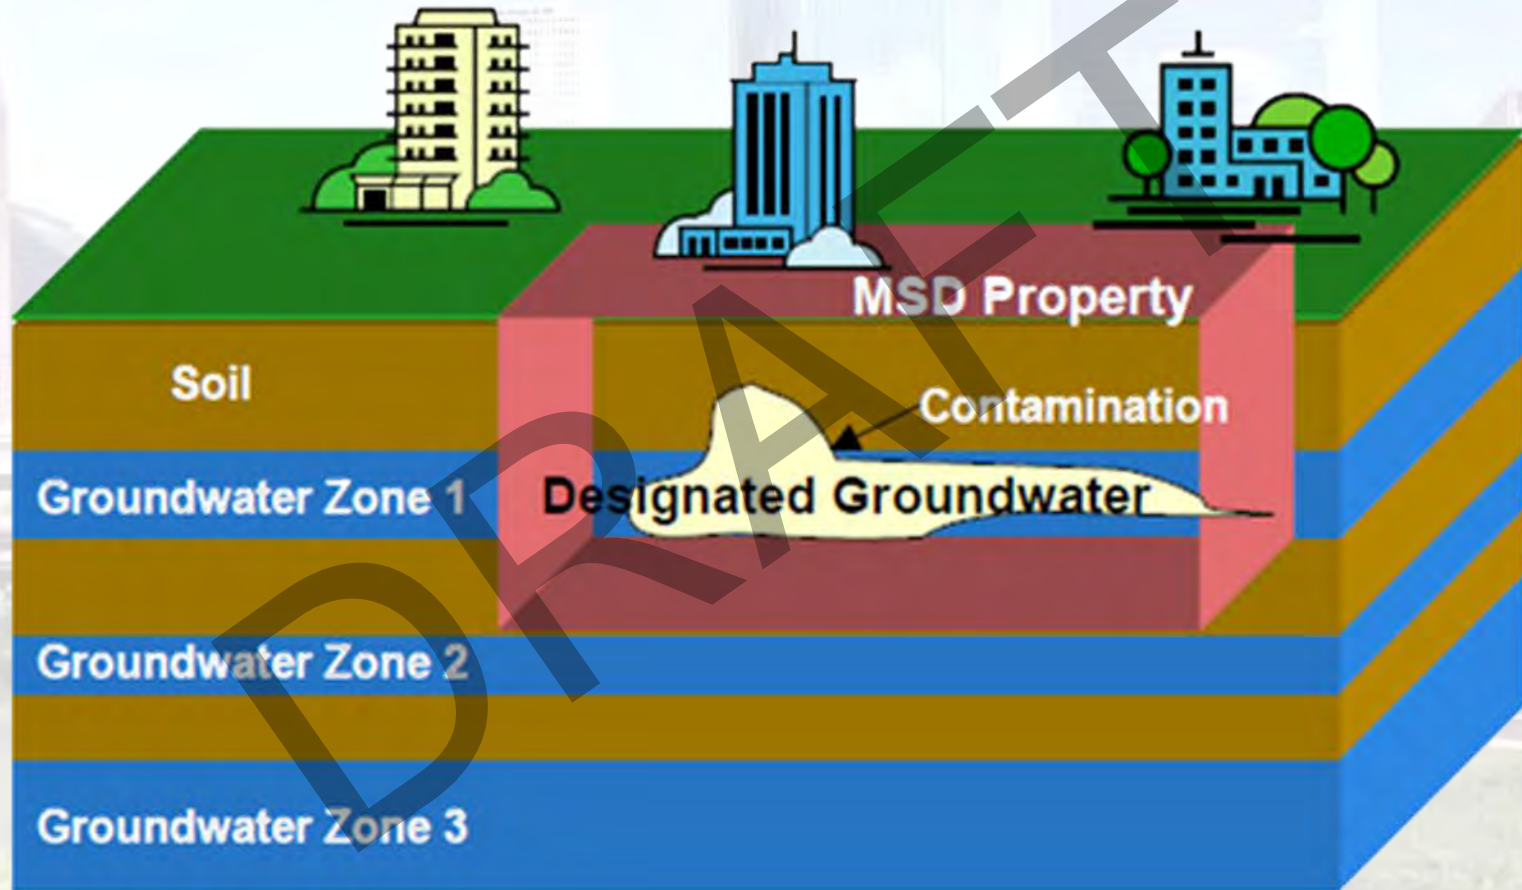 MSD Property
Soil
Contamination
Groundwater Zone 1
Designated Groundwater
Groundwater Zone 2
Groundwater Zone 3
DRAFT